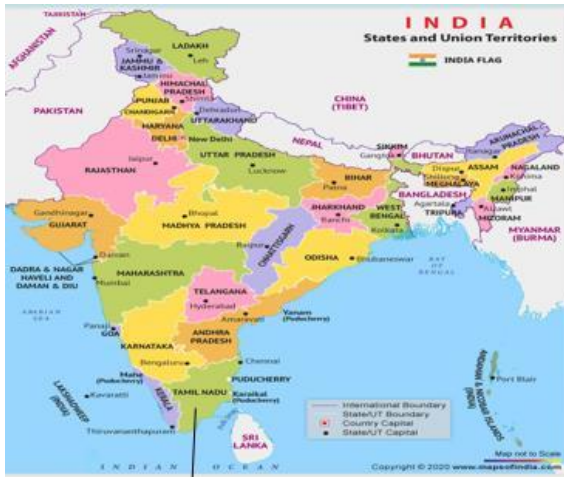 INDIA
States and Union Territories
INDIA FLAG
TAJIKISTAN
AFGHANISTAN
PAKISTAN
CHINA
(TIBET)
NEPAL
BHUTAN
BANGLADESH
MYANMAR
(BURMA)
SRI
LANKA
LADAKH
Leh
Srinagar
JAMMU &
KASHMIR
Jammu
HIMACHAL
PRADESH
Shimla
PUNJAB
CHANDIGARH
Dehradun
UTTARAKHAND
HARYANA
DELHI
New Delhi
RAJASTHAN
Jaipur
UTTAR PRADESH
Lucknow
BIHAR
Patna
SIKKIM
Gangtok
ARUNACHAL
PRADESH
Itanagar
ASSAM
Dispur
NAGALAND
Kohima
Shillong
MEGHALAYA
Imphal
MANIPUR
Agartala
TRIPURA
Aizawl
MIZORAM
Gandhinagar
GUJARAT
Bhopal
MADHYA PRADESH
JHARKHAND
Ranchi
WEST
BENGAL
Kolkata
Raipur
CHHATTISGARH
ODISHA
Bhubaneswar
Daman
DADRA & NAGAR
HAVELI AND
DAMAN & DIU
Mumbai
MAHARASHTRA
TELANGANA
Hyderabad
Amaravati
Yanam
(Puducherry)
BAY
OF
BENGAL
ARABIAN
SEA
Panaji
GOA
KARNATAKA
ANDHRA
PRADESH
Bengaluru
Chennai
Mahe
(Puducherry)
PUDUCHERRY
TAMIL NADU
Karaikal
(Puducherry)
KERALA
Thiruvananthapuram
LAKSHADWEEP
(INDIA)
Kavaratti
ANDAMAN & NICOBAR ISLANDS
(INDIA)
Port Blair
INDIAN OCEAN
International Boundary
State/UT Boundary
Country Capital
State/UT Capital
Map not to Scale
Copyright © 2020 www.mapsofindia.com